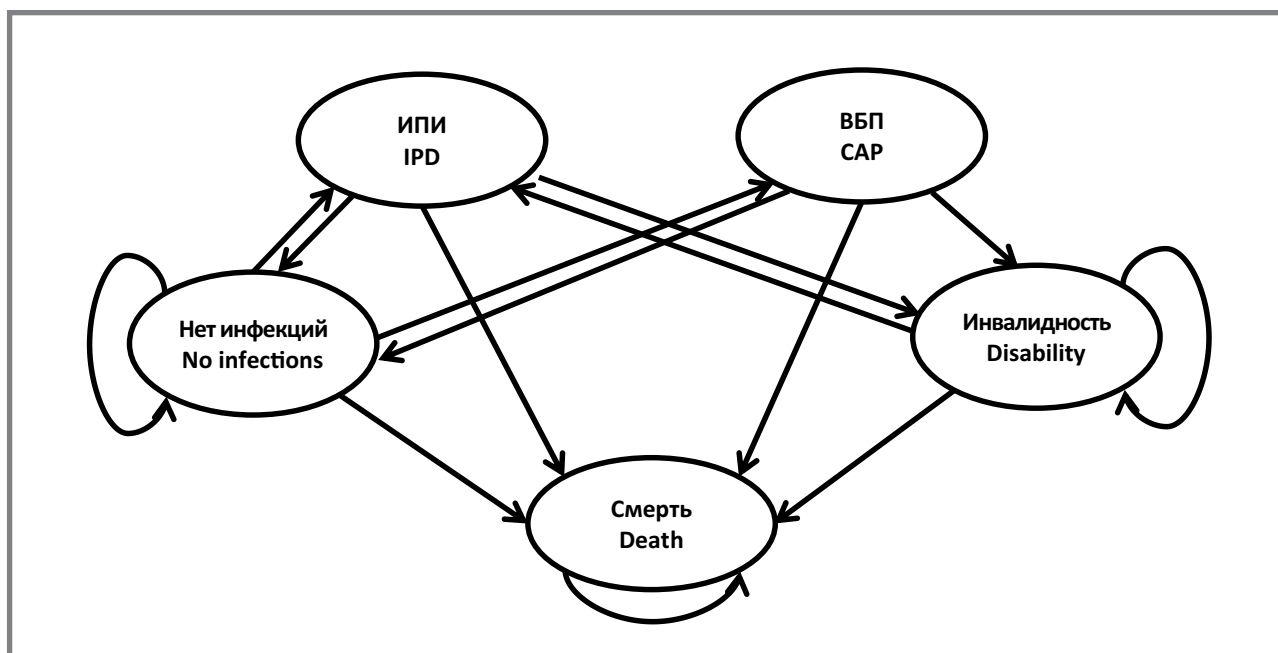 ИПИ
IPD
ВБП
CAP
Нет инфекций
No infections
Инвалидность
Disability
Смерть
Death